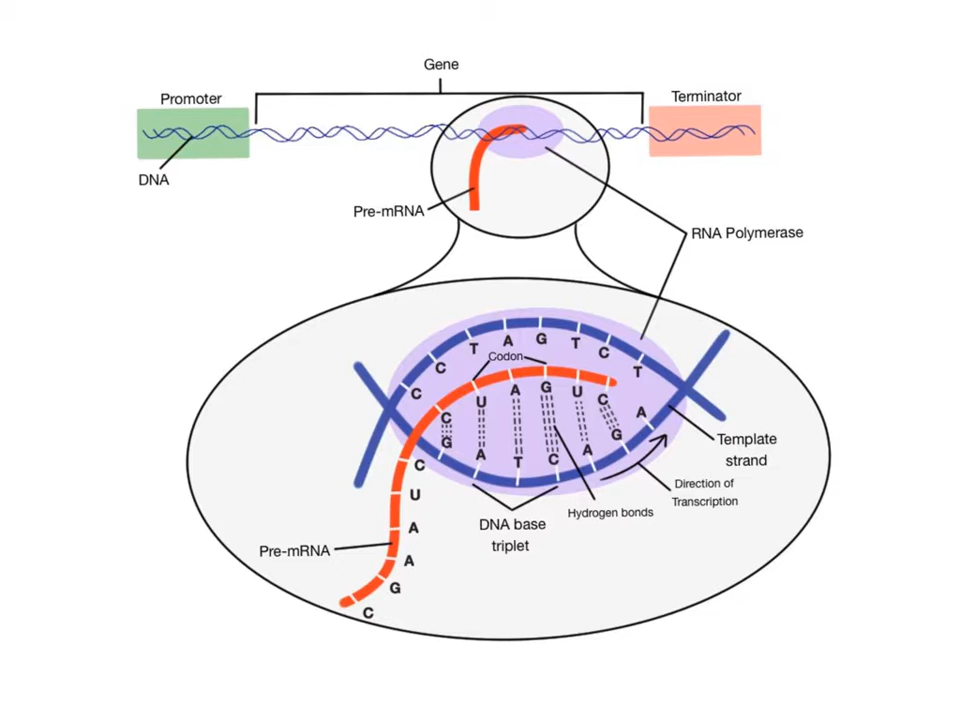 Gene
Promoter
Terminator
DNA
Pre-mRNA
RNA Polymerase
C C T A G T C T
Codon
C U A G U C
G A T C A G A
Template
strand
Direction of
Transcription
Hydrogen bonds
DNA base
triplet
Pre-mRNA
C
U
A
A
G
C